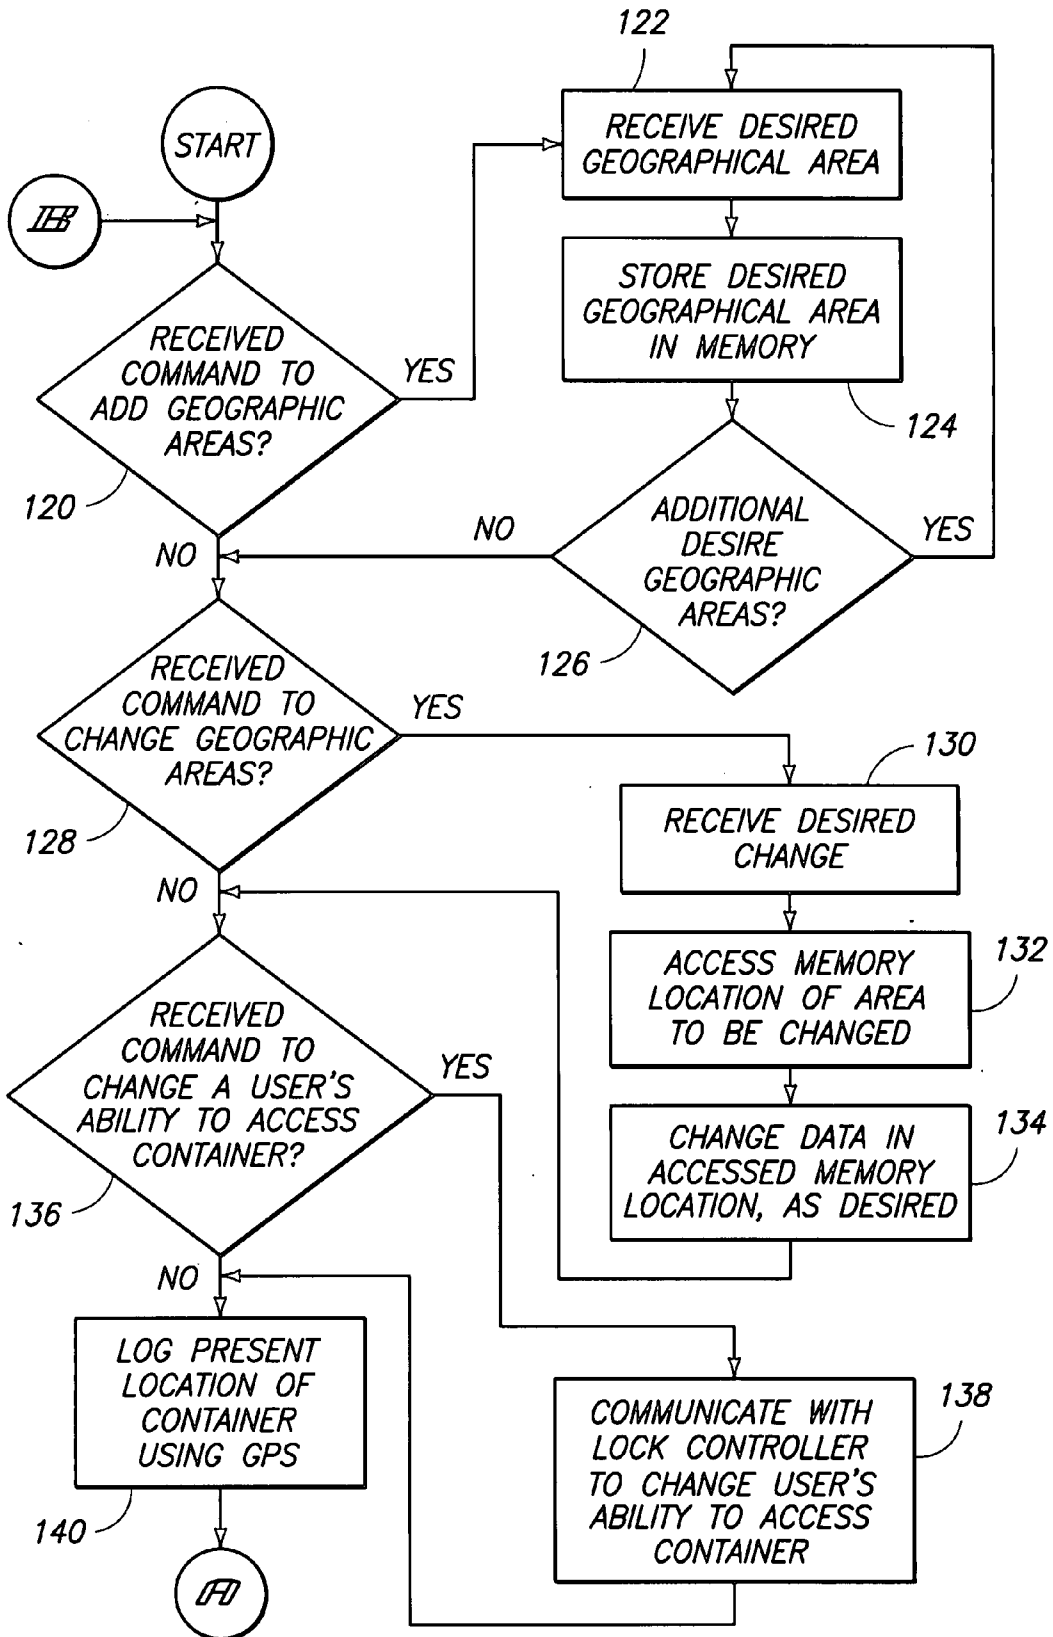 122
START
RECEIVE DESIRED
GEOGRAPHICAL AREA
B
STORE DESIRED
GEOGRAPHICAL AREA
IN MEMORY
124
RECEIVED
COMMAND TO
ADD GEOGRAPHIC
AREAS?
YES
120
NO
ADDITIONAL
DESIRE
GEOGRAPHIC
AREAS?
YES
NO
126
RECEIVED
COMMAND TO
CHANGE GEOGRAPHIC
AREAS?
YES
128
NO
130
RECEIVE DESIRED
CHANGE
132
ACCESS MEMORY
LOCATION OF AREA
TO BE CHANGED
134
CHANGE DATA IN
ACCESSED MEMORY
LOCATION, AS DESIRED
RECEIVED
COMMAND TO
CHANGE A USER'S
ABILITY TO ACCESS
CONTAINER?
YES
136
NO
LOG PRESENT
LOCATION OF
CONTAINER
USING GPS
140
138
COMMUNICATE WITH
LOCK CONTROLLER
TO CHANGE USER'S
ABILITY TO ACCESS
CONTAINER
A